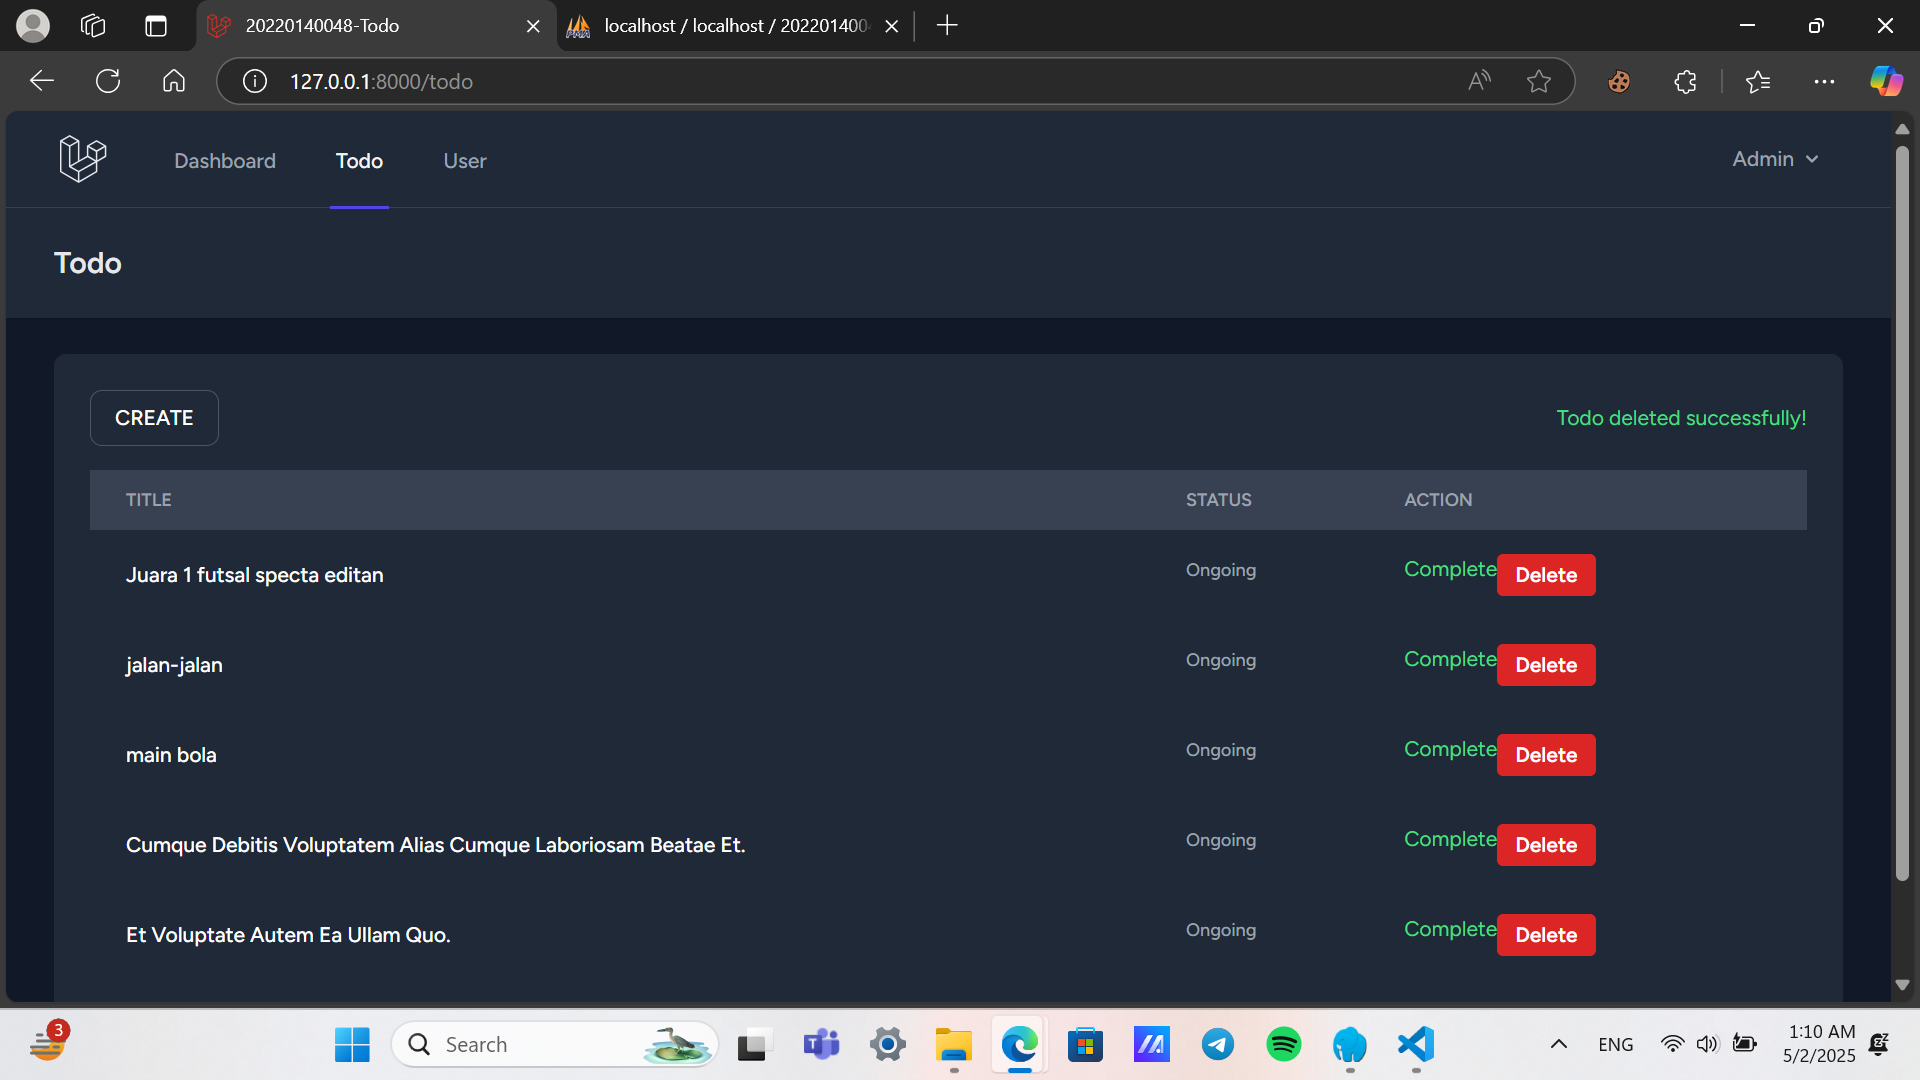 20220140048-Todo
localhost / localhost / 202201400
127.0.0.1:8000/todo
Dashboard
Todo
User
Admin
Todo
CREATE
Todo deleted successfully!
TITLE STATUS ACTION
Juara 1 futsal specta editan Ongoing Complete Delete
jalan-jalan Ongoing Complete Delete
main bola Ongoing Complete Delete
Cumque Debitis Voluptatem Alias Cumque Laboriosam Beatae Et. Ongoing Complete Delete
Et Voluptate Autem Ea Ullam Quo. Ongoing Complete Delete
3
Search
ENG
1:10 AM
5/2/2025